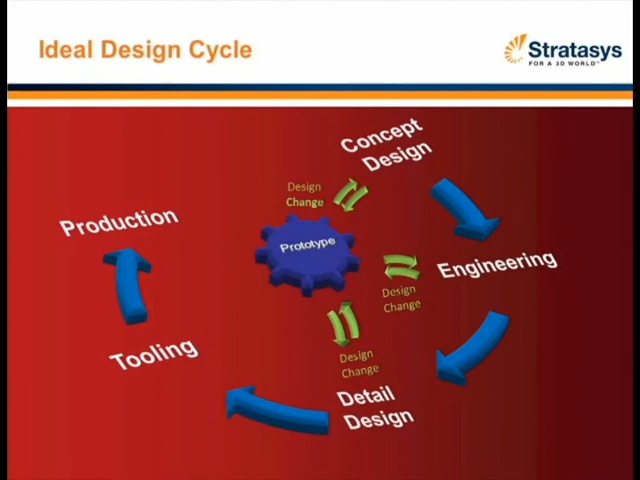 Ideal Design Cycle
Stratasys
FOR A 3D WORLD™
Concept
Design
Design
Change
Production
Prototype
Engineering
Design
Change
Tooling
Design
Change
Detail
Design